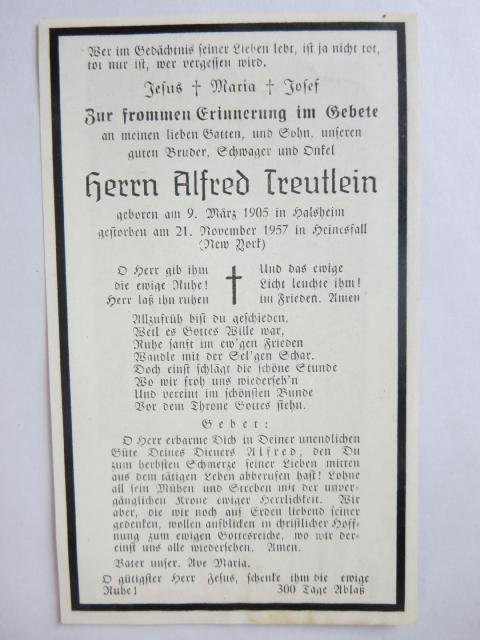 Wer im Gedächtnis seiner Lieben lebt, ist ja nicht tot,
tot nur ist, wer vergessen wird.
Jesus † Maria † Josef
Zur frommen Erinnerung im Gebete
an meinen lieben Gatten, und Sohn, unseren
guten Bruder, Schwager und Onkel
Herrn Alfred Treutlein
geboren am 9. März 1905 in Halsheim
gestorben am 21. November 1957 in Heinesfall
(New York)
O Herr gib ihm
die ewige Ruhe!
Herr laß ihn ruhen
Und das ewige
Licht leuchte ihm!
im Frieden. Amen
Allzufrüh bist du geschieden,
Weil es Gottes Wille war,
Ruhe sanft im ew'gen Frieden
Wandle mit der Sel'gen Schar.
Doch einst schlägt die schöne Stunde
Wo wir froh uns wiederseh'n
Und vereint im schönsten Bunde
Vor dem Throne Gottes stehn.
Gebet:
O Herr erbarme Dich in Deiner unendlichen
Güte Deines Dieners Alfred, den Du
zum herbsten Schmerze seiner Lieben mitten
aus dem tätigen Leben abberufen hast! Lohne
all sein Mühen und Streben mit der unver-
gänglichen Krone ewiger Herrlichkeit. Wir
aber, die wir noch auf Erden liebend seiner
gedenken, wollen aufblicken in christlicher Hoff-
nung zum ewigen Gottesreiche, wo wir der-
einst uns alle wiedersehen. Amen.
Vater unser. Ave Maria.
O gütigster Herr Jesus, schenke ihm die ewige
Ruhe! 300 Tage Ablaß